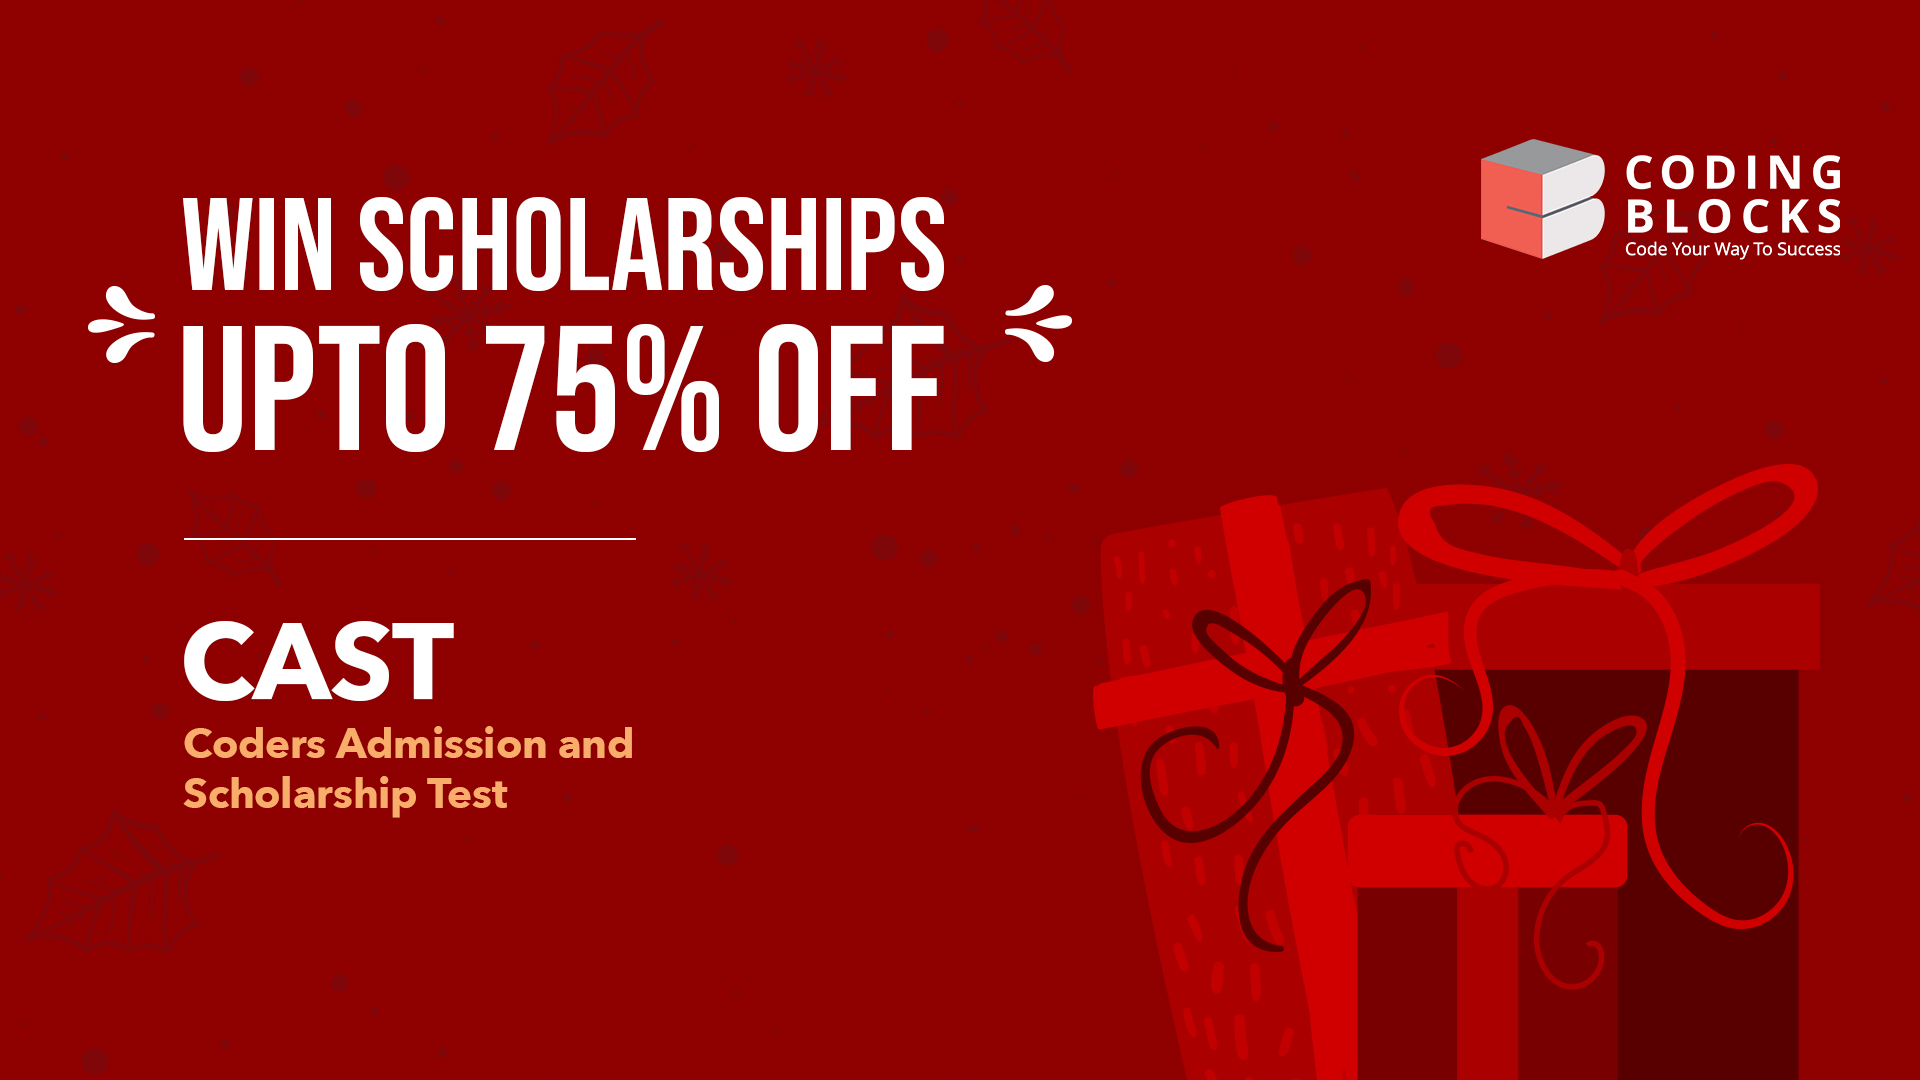 WIN SCHOLARSHIPS
UPTO 75% OFF
CAST
Coders Admission and
Scholarship Test
CODING
BLOCKS
Code Your Way To Success